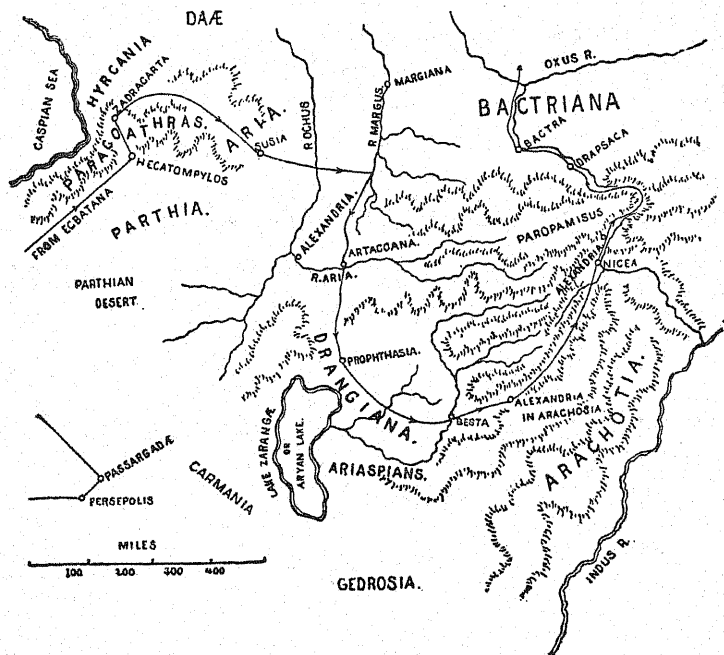 DAÆ
CASPIAN SEA
HYRCANIA
ADRAGARTA
PARACOATHRAS.
ARIA.
SUSIA
HECATOMPYLOS
FROM ECBATANA
PARTHIA.
PARTHIAN
DESERT.
R. OCHUS
R. MARGUS.
MARGIANA
OXUS R.
BACTRIANA
BACTRA
DRAPSACA
PAROPAMISUS
ALEXANDRIA.
ARTACOANA.
R. ARIA.
ALEXANDRIA
NICEA
PROPHTHASIA.
DRANGIANA.
BESTA
ALEXANDRIA
IN ARACHOSIA.
ARACHOTIA.
LAKE ZARANGÆ
OR
ARYAN LAKE.
ARIASPIANS.
INDUS R.
PASSARGADÆ
PERSEPOLIS
CARMANIA
GEDROSIA.
MILES
100 200 300 400